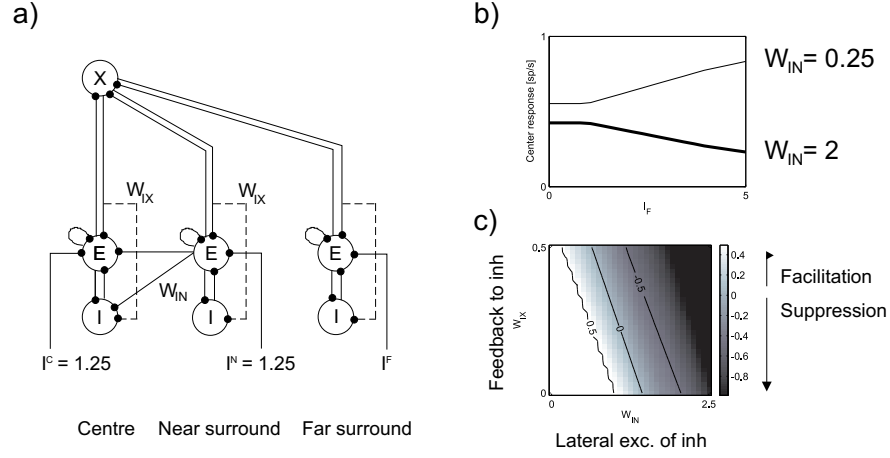 a)
X
W_IX
W_IX
E
E
E
W_IN
I
I
I
I^C = 1.25
I^N = 1.25
I^F
Centre
Near surround
Far surround
b)
1
Center response [sp/s]
0
0
I_F
5
W_IN = 0.25
W_IN = 2
c)
0.5
Feedback to inh
W_IX
0
0
W_IN
2.5
Lateral exc. of inh
0.5
0
-0.5
0.4
0.2
0
-0.2
-0.4
-0.6
-0.8
Facilitation
Suppression